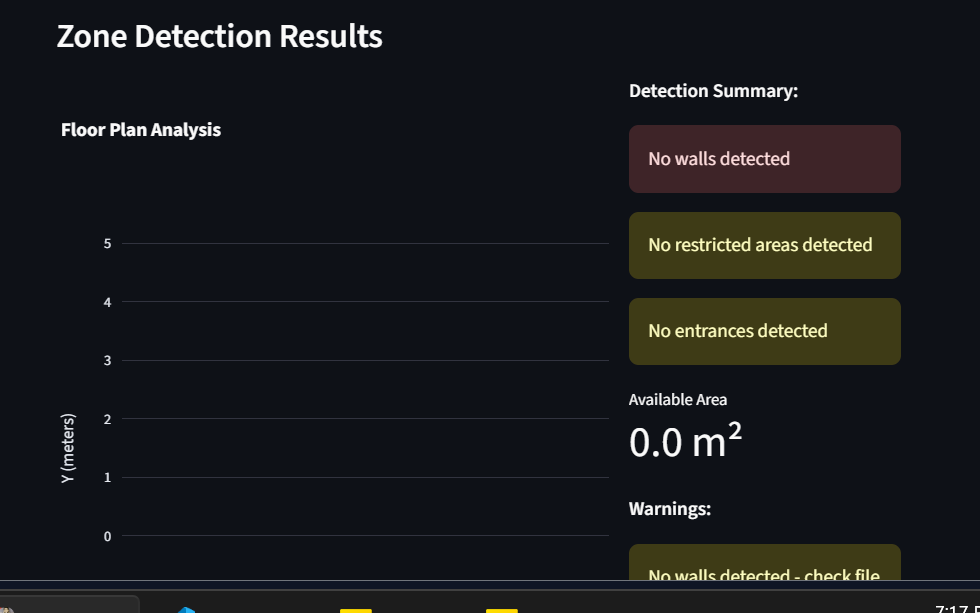 Zone Detection Results
Detection Summary:
Floor Plan Analysis
No walls detected
No restricted areas detected
No entrances detected
5
4
3
2
1
0
Y (meters)
Available Area
0.0 m²
Warnings:
No walls detected - check file
7:17